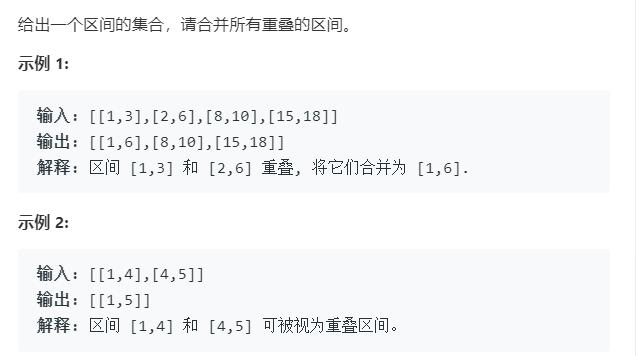 给出一个区间的集合，请合并所有重叠的区间。
示例 1:
输入: [[1,3],[2,6],[8,10],[15,18]]
输出: [[1,6],[8,10],[15,18]]
解释: 区间 [1,3] 和 [2,6] 重叠, 将它们合并为 [1,6].
示例 2:
输入: [[1,4],[4,5]]
输出: [[1,5]]
解释: 区间 [1,4] 和 [4,5] 可被视为重叠区间。